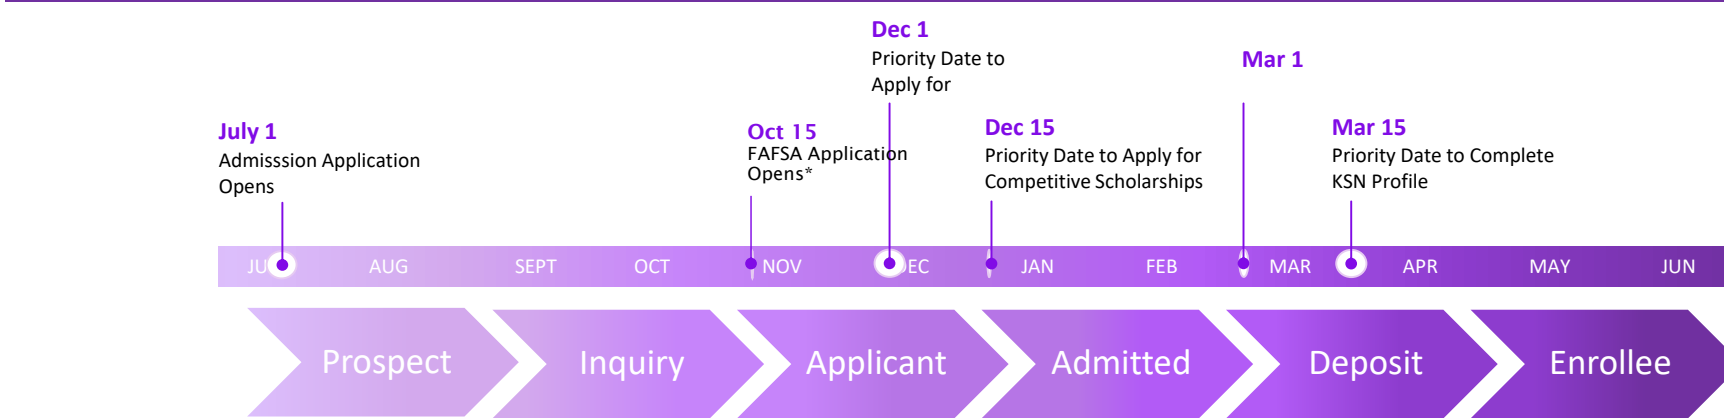 Dec 1
Priority Date to
Apply for
Mar 1
July 1
Admisssion Application
Opens
Oct 15
FAFSA Application
Opens*
Dec 15
Priority Date to Apply for
Competitive Scholarships
Mar 15
Priority Date to Complete
KSN Profile
AUG SEPT OCT NOV JAN FEB MAR APR MAY JUN
Prospect Inquiry Applicant Admitted Deposit Enrollee